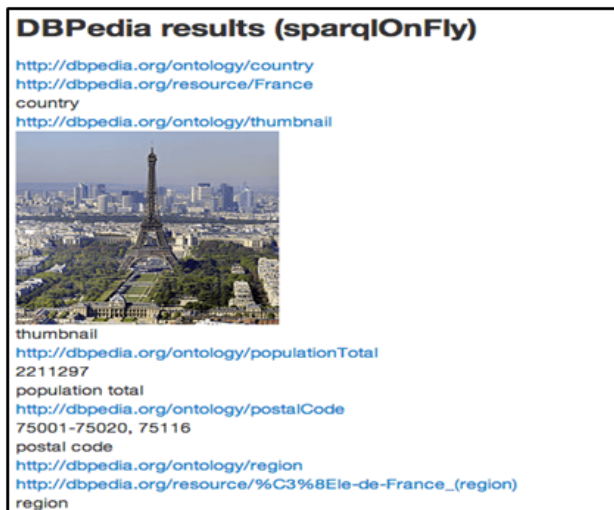 DBPedia results (sparqlOnFly)
http://dbpedia.org/ontology/country
http://dbpedia.org/resource/France
country
http://dbpedia.org/ontology/thumbnail
thumbnail
http://dbpedia.org/ontology/populationTotal
2211297
population total
http://dbpedia.org/ontology/postalCode
75001-75020, 75116
postal code
http://dbpedia.org/ontology/region
http://dbpedia.org/resource/%C3%8Ele-de-France_(region)
region